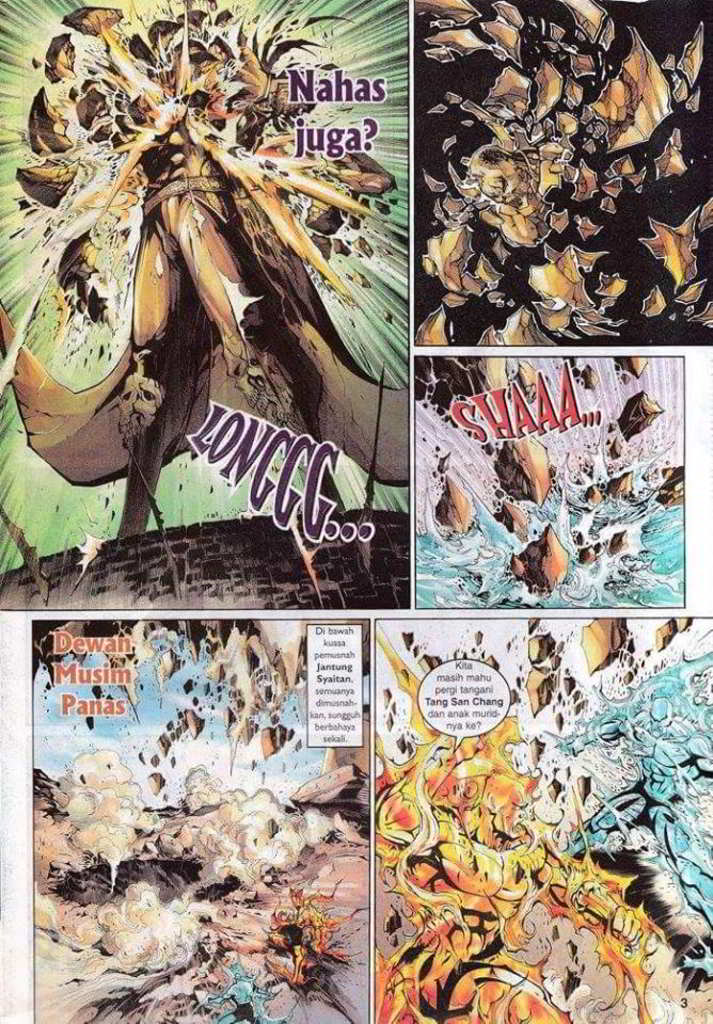 Nahas
juga?
LONGGG...
SHAAA...
Dewan
Musim
Panas
Di bawah
kuasa
pemusnah
Jantung
Syaitan,
semuanya
dimusnah-
kan, sungguh
berbahaya
sekali.
Kita
masih mahu
pergi tangani
Tang San Chang
dan anak murid-
nya ke?
3